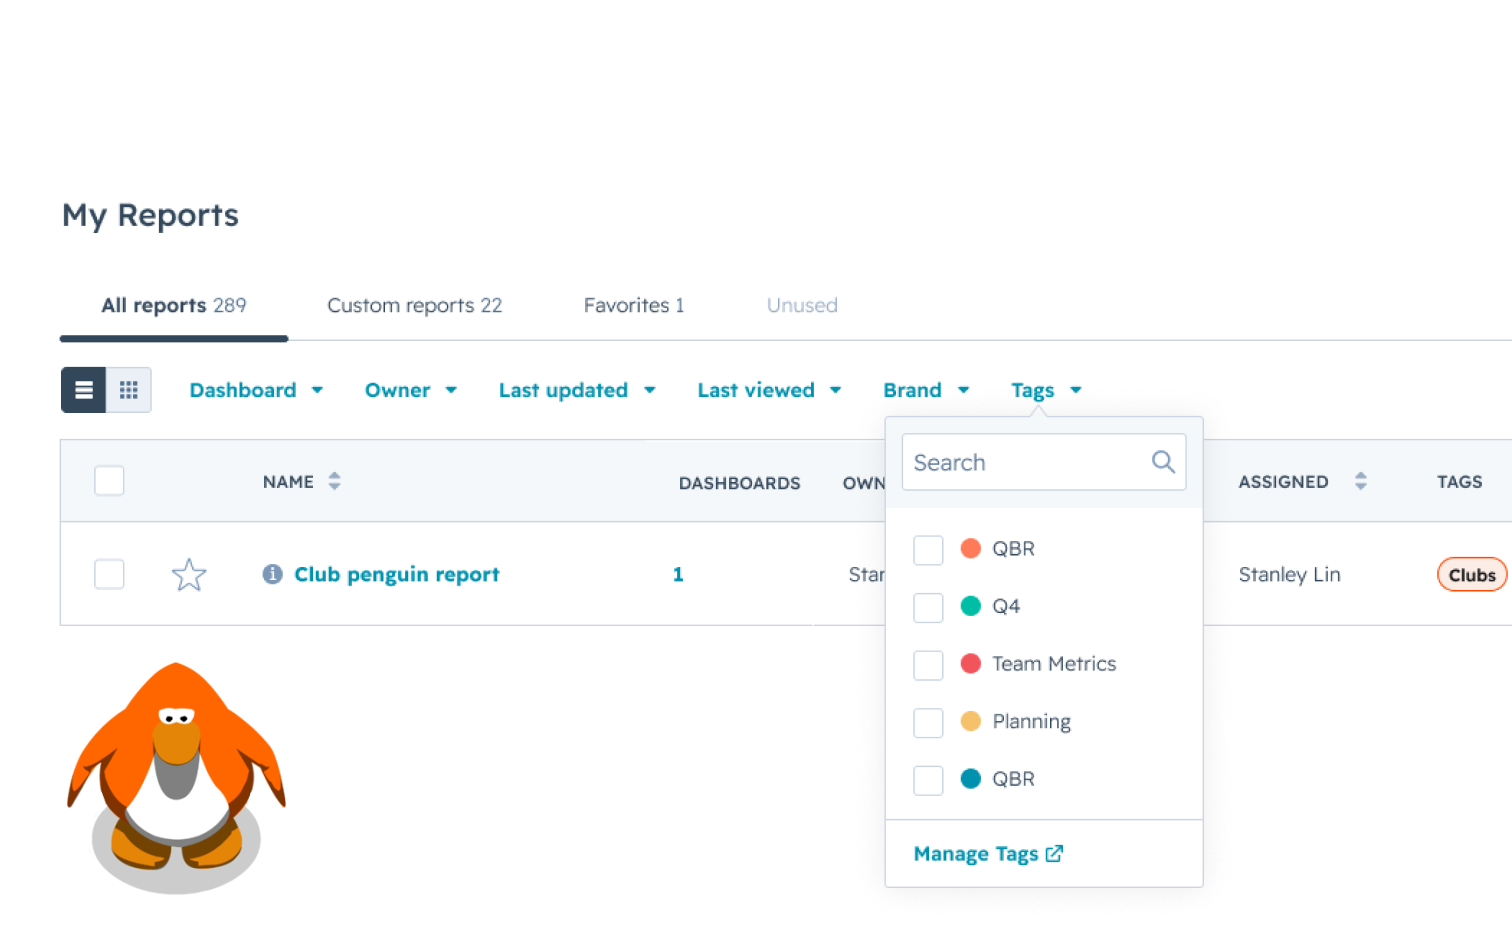 My Reports
All reports 289 Custom reports 22 Favorites 1 Unused
Dashboard Owner Last updated Last viewed Brand Tags
NAME DASHBOARDS OWN ASSIGNED TAGS
Club penguin report 1 Star Stanley Lin Clubs
Search
QBR
Q4
Team Metrics
Planning
QBR
Manage Tags